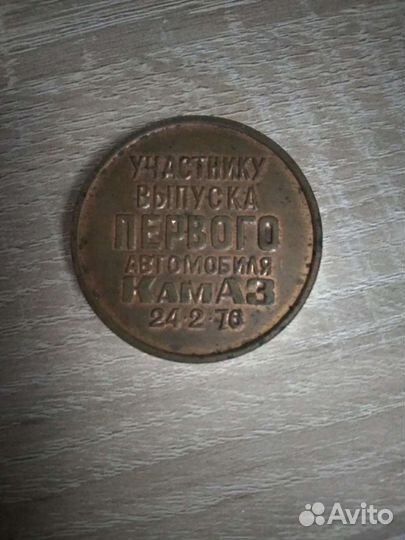 УЧАСТНИКУ
ВЫПУСКА
ПЕРВОГО
АВТОМОБИЛЯ
КАМАЗ
24·2·76
Avito